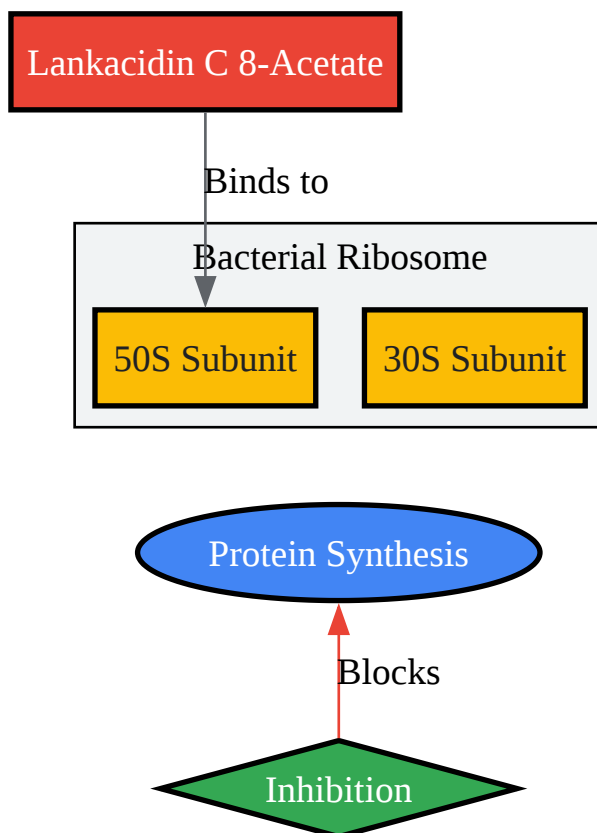 Lankacidin C 8-Acetate
Binds to
Bacterial Ribosome
50S Subunit
30S Subunit
Protein Synthesis
Blocks
Inhibition